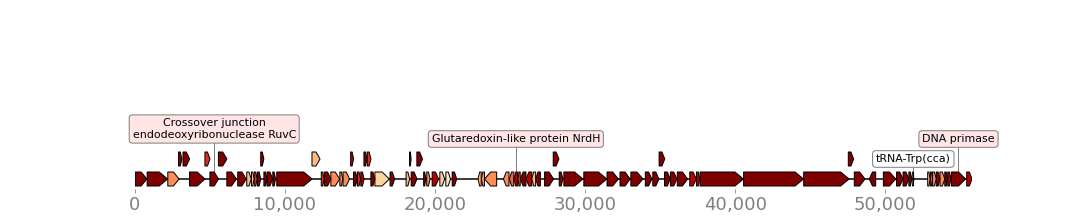 Crossover junction
endodeoxyribonuclease RuvC
Glutaredoxin-like protein NrdH
DNA primase
tRNA-Trp(cca)
0
10,000
20,000
30,000
40,000
50,000